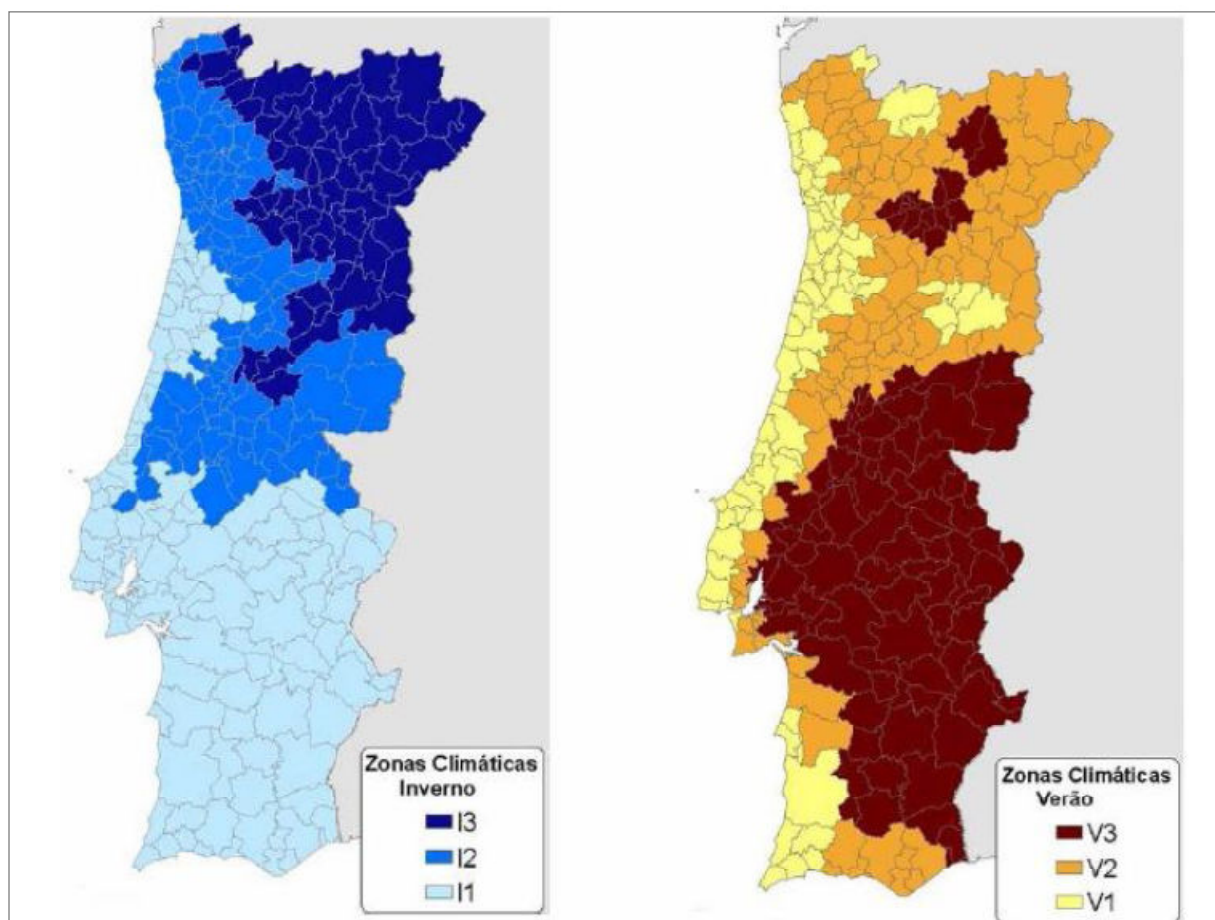 Zonas Climáticas
Inverno
I3
I2
I1
Zonas Climáticas
Verão
V3
V2
V1